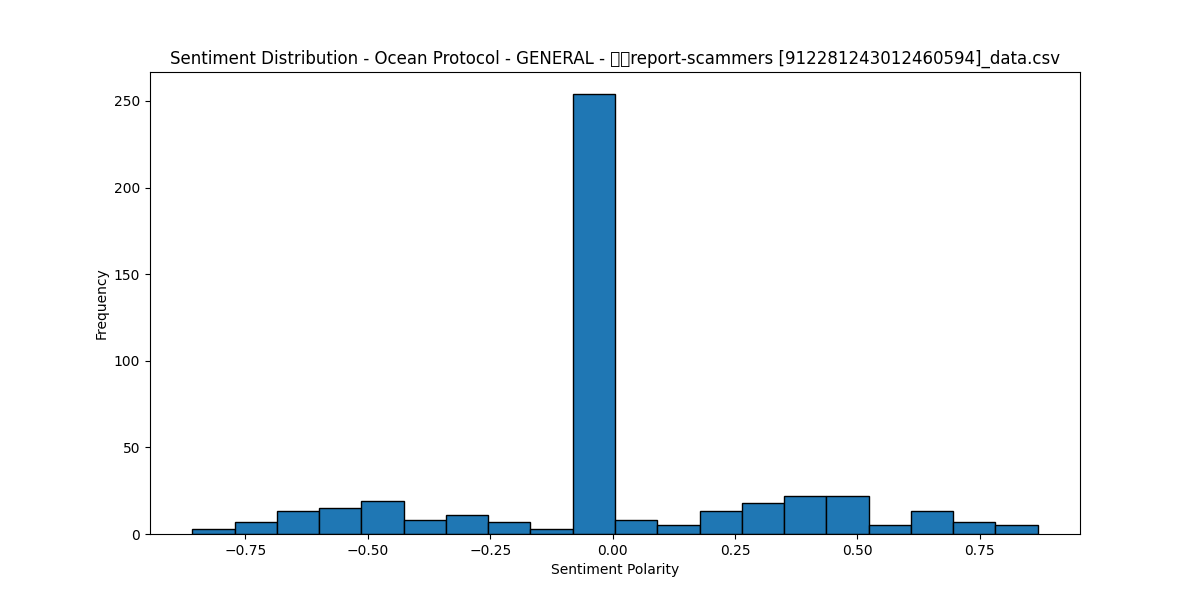 Sentiment Distribution - Ocean Protocol - GENERAL - report-scammers [912281243012460594]_data.csv
250
200
150
100
50
0
Frequency
−0.75 −0.50 −0.25 0.00 0.25 0.50 0.75
Sentiment Polarity